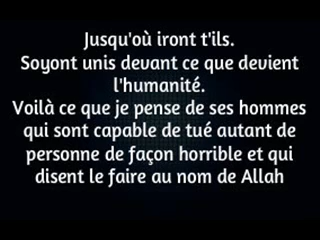 Jusqu'où iront t'ils.
Soyont unis devant ce que devient
l'humanité.
Voilà ce que je pense de ses hommes
qui sont capable de tué autant de
personne de façon horrible et qui
disent le faire au nom de Allah